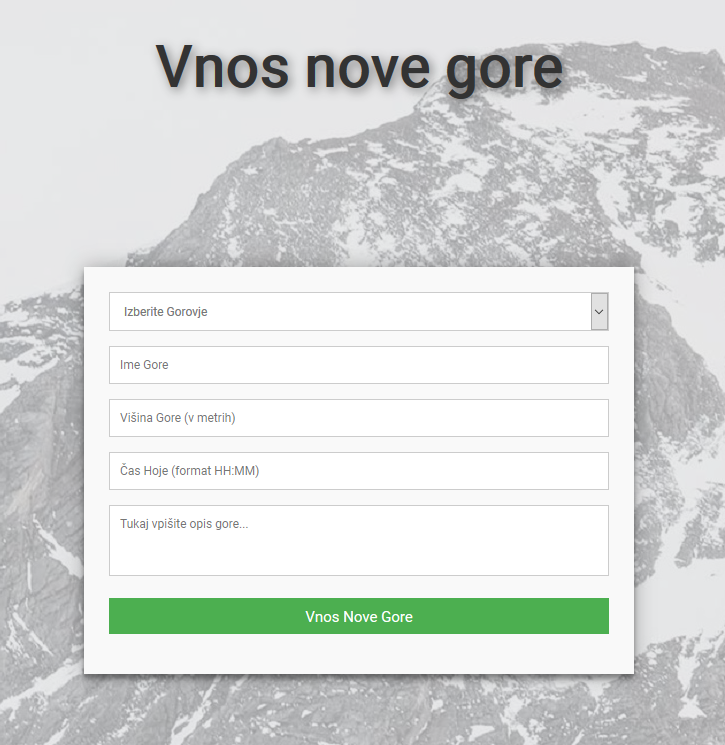 Vnos nove gore
Izberite Gorovje
Ime Gore
Višina Gore (v metrih)
Čas Hoje (format HH:MM)
Tukaj vpišite opis gore...
Vnos Nove Gore